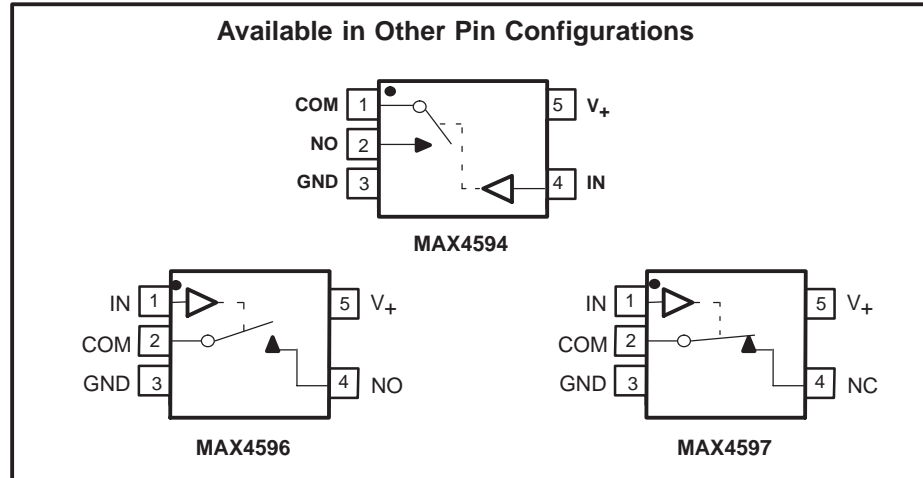 Available in Other Pin Configurations
COM 1 5 V+
NO 2
GND 3 4 IN
MAX4594
IN 1 5 V+
COM 2
GND 3 4 NO
MAX4596
IN 1 5 V+
COM 2
GND 3 4 NC
MAX4597